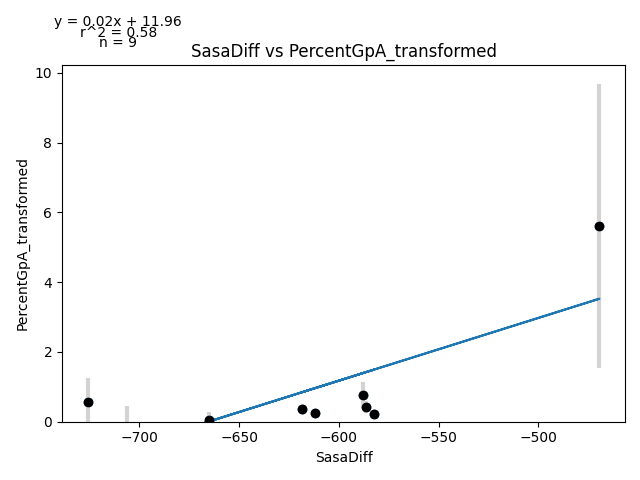 y = 0.02x + 11.96
r^2 = 0.58
n = 9
SasaDiff vs PercentGpA_transformed
10
8
6
4
2
0
PercentGpA_transformed
−700
−650
−600
−550
−500
SasaDiff